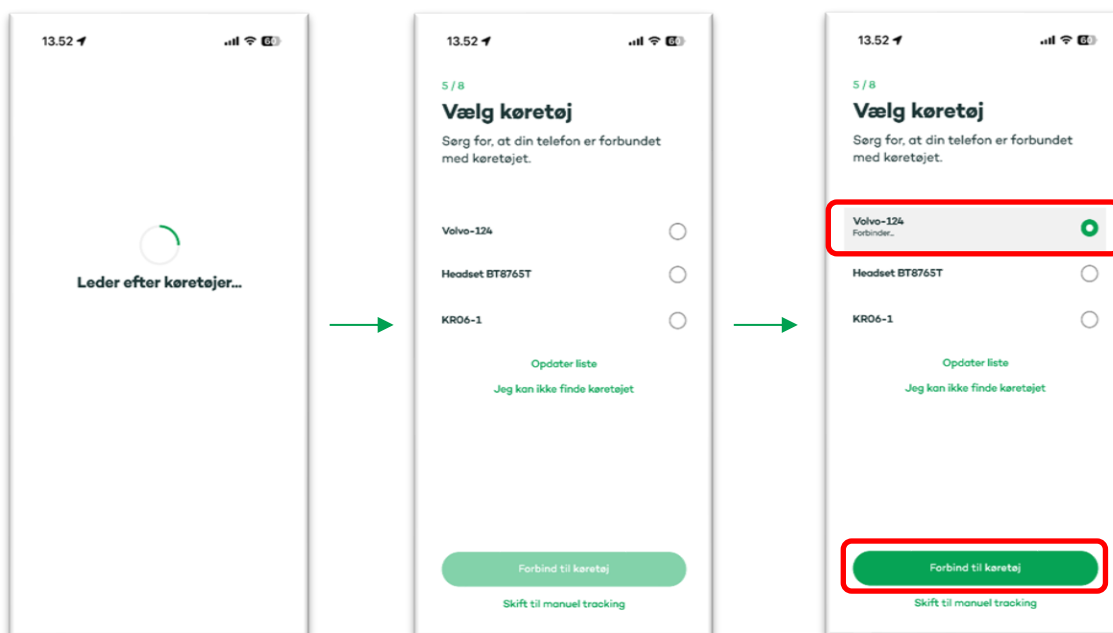 13.52
60
Leder efter køretøjer...
13.52
60
5 / 8
Vælg køretøj
Sørg for, at din telefon er forbundet
med køretøjet.
Volvo-124
Headset BT8765T
KR06-1
Opdater liste
Jeg kan ikke finde køretøjet
Forbind til køretøj
Skift til manuel tracking
13.52
60
5 / 8
Vælg køretøj
Sørg for, at din telefon er forbundet
med køretøjet.
Volvo-124
Forbinder..
Headset BT8765T
KR06-1
Opdater liste
Jeg kan ikke finde køretøjet
Forbind til køretøj
Skift til manuel tracking